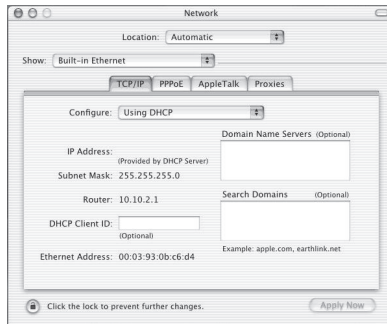 Network
Location: Automatic
Show: Built-in Ethernet
TCP/IP PPPoE AppleTalk Proxies
Configure: Using DHCP
Domain Name Servers (Optional)
IP Address:
(Provided by DHCP Server)
Subnet Mask: 255.255.255.0
Router: 10.10.2.1
Search Domains (Optional)
DHCP Client ID:
(Optional)
Example: apple.com, earthlink.net
Ethernet Address: 00:03:93:0b:c6:d4
Click the lock to prevent further changes.
Apply Now